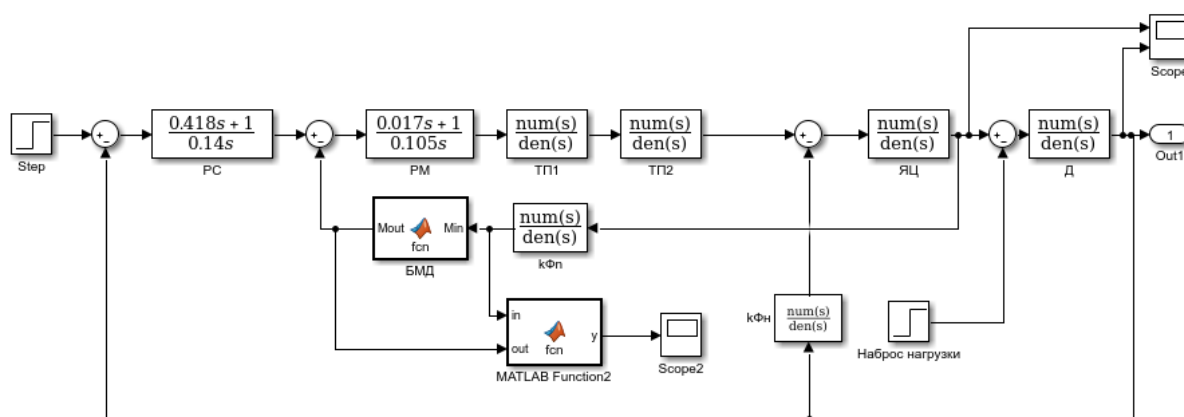 Step
+
−
0.418s + 1
0.14s
РС
+
−
0.017s + 1
0.105s
РМ
num(s)
den(s)
ТП1
num(s)
den(s)
ТП2
+
−
num(s)
den(s)
ЯЦ
+
−
num(s)
den(s)
Д
Scope
1
Out1
Mout
Min
fcn
БМД
num(s)
den(s)
kФп
in
out
y
fcn
MATLAB Function2
Scope2
kФн
num(s)
den(s)
Наброс нагрузки